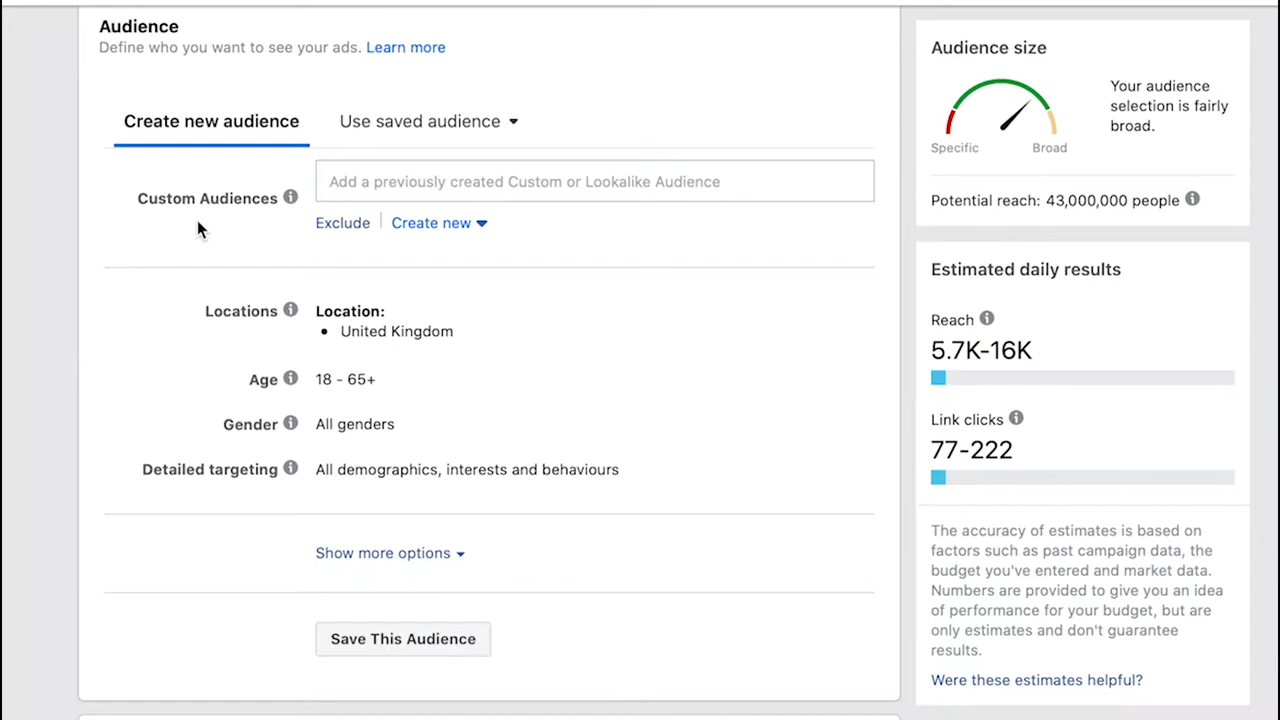 Audience
Define who you want to see your ads. Learn more
Create new audience
Use saved audience
Custom Audiences
Add a previously created Custom or Lookalike Audience
Exclude
Create new
Locations
Location:
• United Kingdom
Age
18 - 65+
Gender
All genders
Detailed targeting
All demographics, interests and behaviours
Show more options
Save This Audience
Audience size
Specific
Broad
Your audience
selection is fairly
broad.
Potential reach: 43,000,000 people
Estimated daily results
Reach
5.7K-16K
Link clicks
77-222
The accuracy of estimates is based on
factors such as past campaign data, the
budget you've entered and market data.
Numbers are provided to give you an idea
of performance for your budget, but are
only estimates and don't guarantee
results.
Were these estimates helpful?